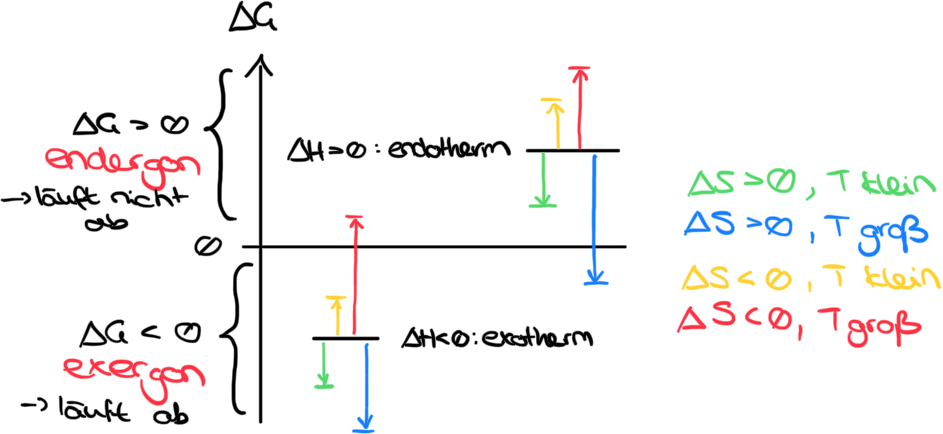 ΔG
ΔG > 0
endergon
→ läuft nicht
ab
ΔH > 0 : endotherm
0
ΔG < 0
exergon
→ läuft ab
ΔH < 0 : exotherm
ΔS > 0 , T klein
ΔS > 0 , T groß
ΔS < 0 , T klein
ΔS < 0, T groß